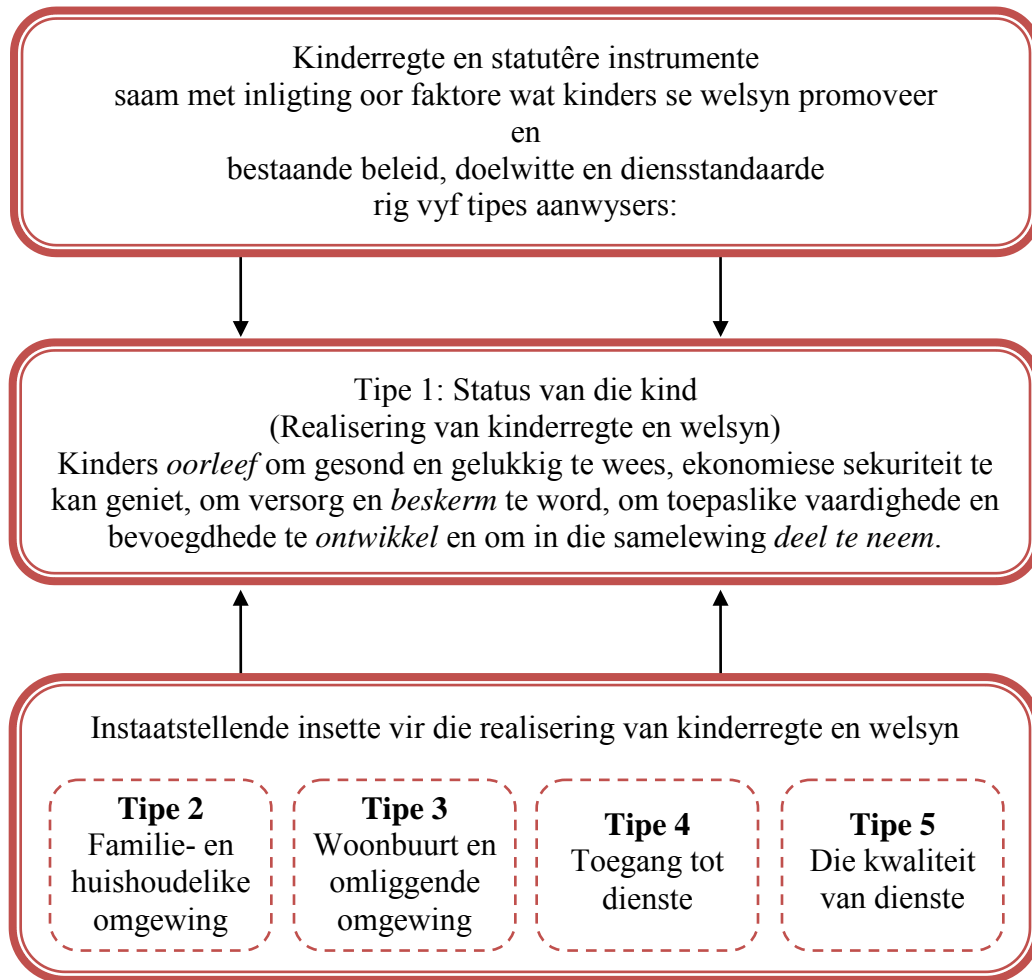 Kinderregte en statutêre instrumente
saam met inligting oor faktore wat kinders se welsyn promoveer
en
bestaande beleid, doelwitte en diensstandaarde
rig vyf tipes aanwysers:
Tipe 1: Status van die kind
(Realisering van kinderregte en welsyn)
Kinders oorleef om gesond en gelukkig te wees, ekonomiese sekuriteit te
kan geniet, om versorg en beskerm te word, om toepaslike vaardighede en
bevoegdhede te ontwikkel en om in die samelewing deel te neem.
Instaatstellende insette vir die realisering van kinderregte en welsyn
Tipe 2
Familie- en
huishoudelike
omgewing
Tipe 3
Woonbuurt en
omliggende
omgewing
Tipe 4
Toegang tot
dienste
Tipe 5
Die kwaliteit
van dienste